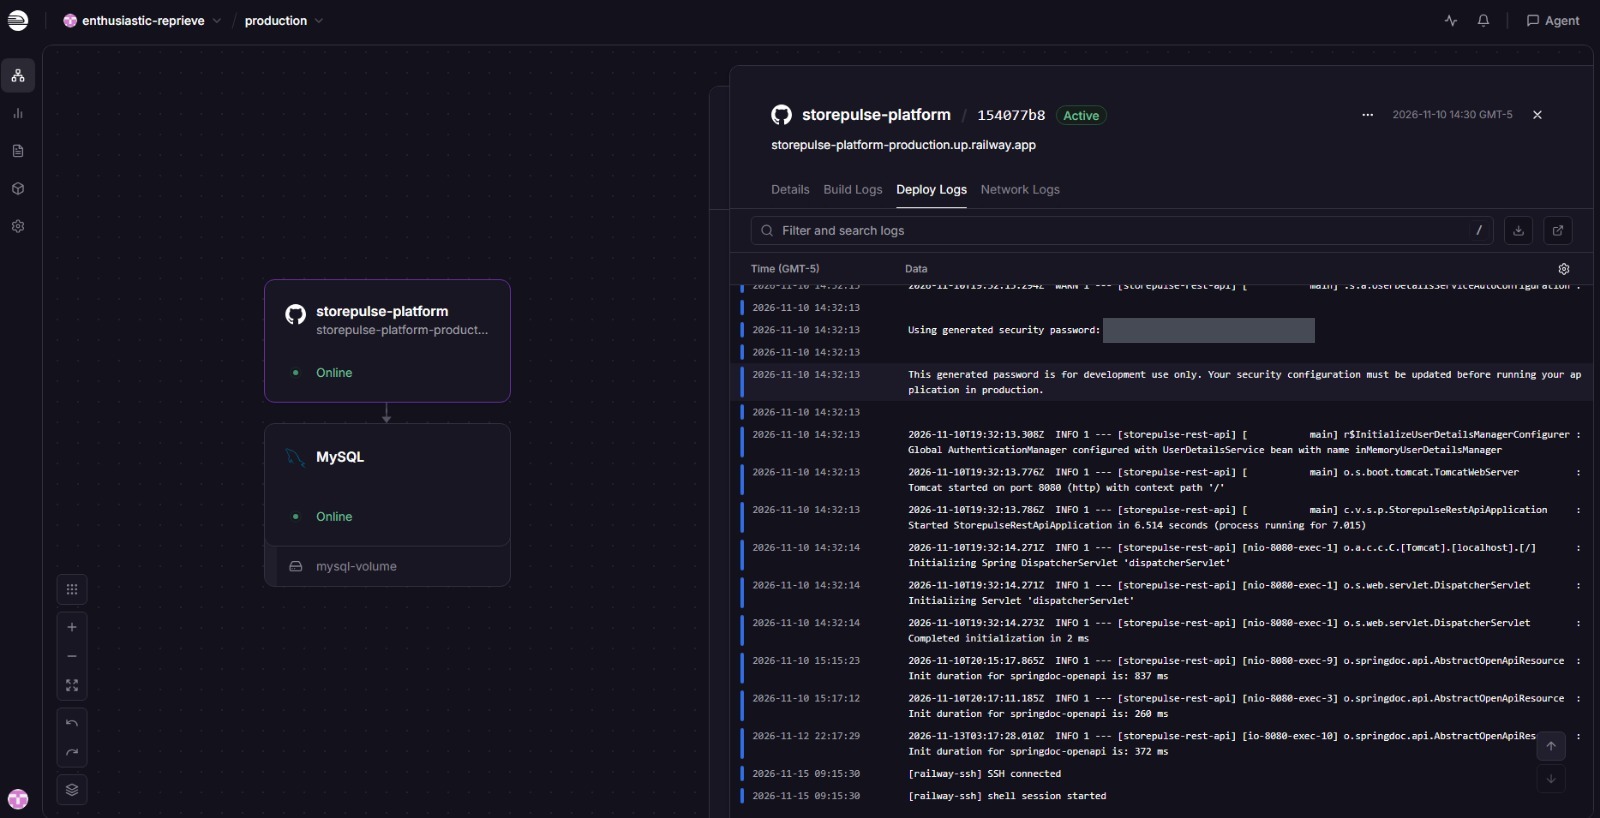 enthusiastic-reprieve / production
Agent
storepulse-platform / 154077b8 Active
2026-11-10 14:30 GMT-5
storepulse-platform-production.up.railway.app
Details Build Logs Deploy Logs Network Logs
Filter and search logs /
Time (GMT-5) Data
2026-11-10 14:32:13 2026-11-10T19:32:13.294Z WARN 1 --- [storepulse-rest-api] [ main] .s.a.UserDetailsServiceAutoConfiguration :
2026-11-10 14:32:13
2026-11-10 14:32:13 Using generated security password:
2026-11-10 14:32:13
2026-11-10 14:32:13 This generated password is for development use only. Your security configuration must be updated before running your ap
plication in production.
2026-11-10 14:32:13
2026-11-10 14:32:13 2026-11-10T19:32:13.308Z INFO 1 --- [storepulse-rest-api] [ main] r$InitializeUserDetailsManagerConfigurer :
Global AuthenticationManager configured with UserDetailsService bean with name inMemoryUserDetailsManager
2026-11-10 14:32:13 2026-11-10T19:32:13.776Z INFO 1 --- [storepulse-rest-api] [ main] o.s.boot.tomcat.TomcatWebServer :
Tomcat started on port 8080 (http) with context path '/'
2026-11-10 14:32:13 2026-11-10T19:32:13.786Z INFO 1 --- [storepulse-rest-api] [ main] c.v.s.p.StorepulseRestApiApplication :
Started StorepulseRestApiApplication in 6.514 seconds (process running for 7.015)
2026-11-10 14:32:14 2026-11-10T19:32:14.271Z INFO 1 --- [storepulse-rest-api] [nio-8080-exec-1] o.a.c.c.C.[Tomcat].[localhost].[/] :
Initializing Spring DispatcherServlet 'dispatcherServlet'
2026-11-10 14:32:14 2026-11-10T19:32:14.271Z INFO 1 --- [storepulse-rest-api] [nio-8080-exec-1] o.s.web.servlet.DispatcherServlet :
Initializing Servlet 'dispatcherServlet'
2026-11-10 14:32:14 2026-11-10T19:32:14.273Z INFO 1 --- [storepulse-rest-api] [nio-8080-exec-1] o.s.web.servlet.DispatcherServlet :
Completed initialization in 2 ms
2026-11-10 15:15:23 2026-11-10T20:15:17.865Z INFO 1 --- [storepulse-rest-api] [nio-8080-exec-9] o.springdoc.api.AbstractOpenApiResource :
Init duration for springdoc-openapi is: 837 ms
2026-11-10 15:17:12 2026-11-10T20:17:11.185Z INFO 1 --- [storepulse-rest-api] [nio-8080-exec-3] o.springdoc.api.AbstractOpenApiResource :
Init duration for springdoc-openapi is: 260 ms
2026-11-12 22:17:29 2026-11-13T03:17:28.010Z INFO 1 --- [storepulse-rest-api] [io-8080-exec-10] o.springdoc.api.AbstractOpenApiRes :
Init duration for springdoc-openapi is: 372 ms
2026-11-15 09:15:30 [railway-ssh] SSH connected
2026-11-15 09:15:30 [railway-ssh] shell session started
storepulse-platform
storepulse-platform-product...
Online
MySQL
Online
mysql-volume